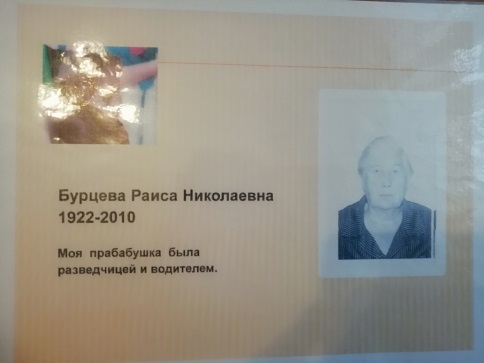 Бурцева Раиса Николаевна
1922-2010
Моя прабабушка была
разведчицей и водителем.